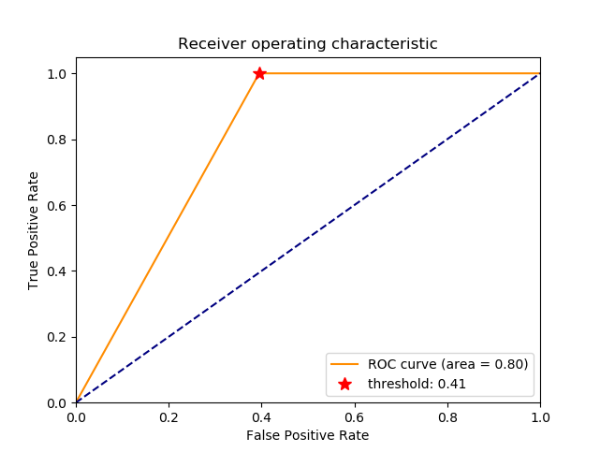 Receiver operating characteristic
True Positive Rate
1.0
0.8
0.6
0.4
0.2
0.0
ROC curve (area = 0.80)
threshold: 0.41
0.0 0.2 0.4 0.6 0.8 1.0
False Positive Rate